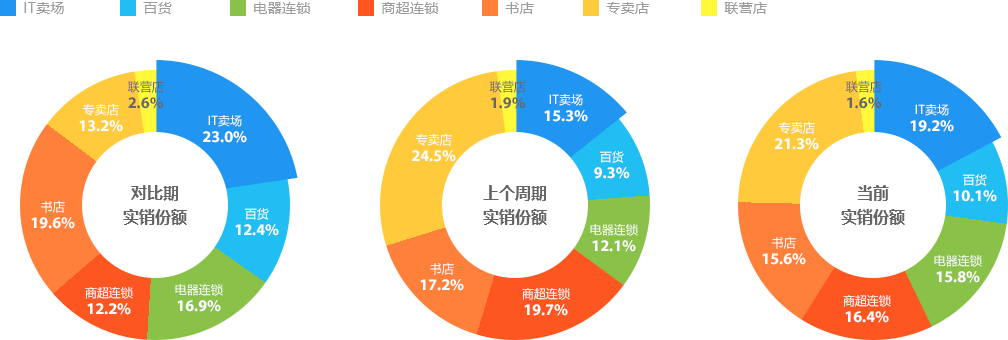 IT卖场
百货
电器连锁
商超连锁
书店
专卖店
联营店
联营店
2.6%
IT卖场
23.0%
百货
12.4%
电器连锁
16.9%
商超连锁
12.2%
书店
19.6%
专卖店
13.2%
对比期
实销份额
联营店
1.9%
IT卖场
15.3%
百货
9.3%
电器连锁
12.1%
商超连锁
19.7%
书店
17.2%
专卖店
24.5%
上个周期
实销份额
联营店
1.6%
IT卖场
19.2%
百货
10.1%
电器连锁
15.8%
商超连锁
16.4%
书店
15.6%
专卖店
21.3%
当前
实销份额